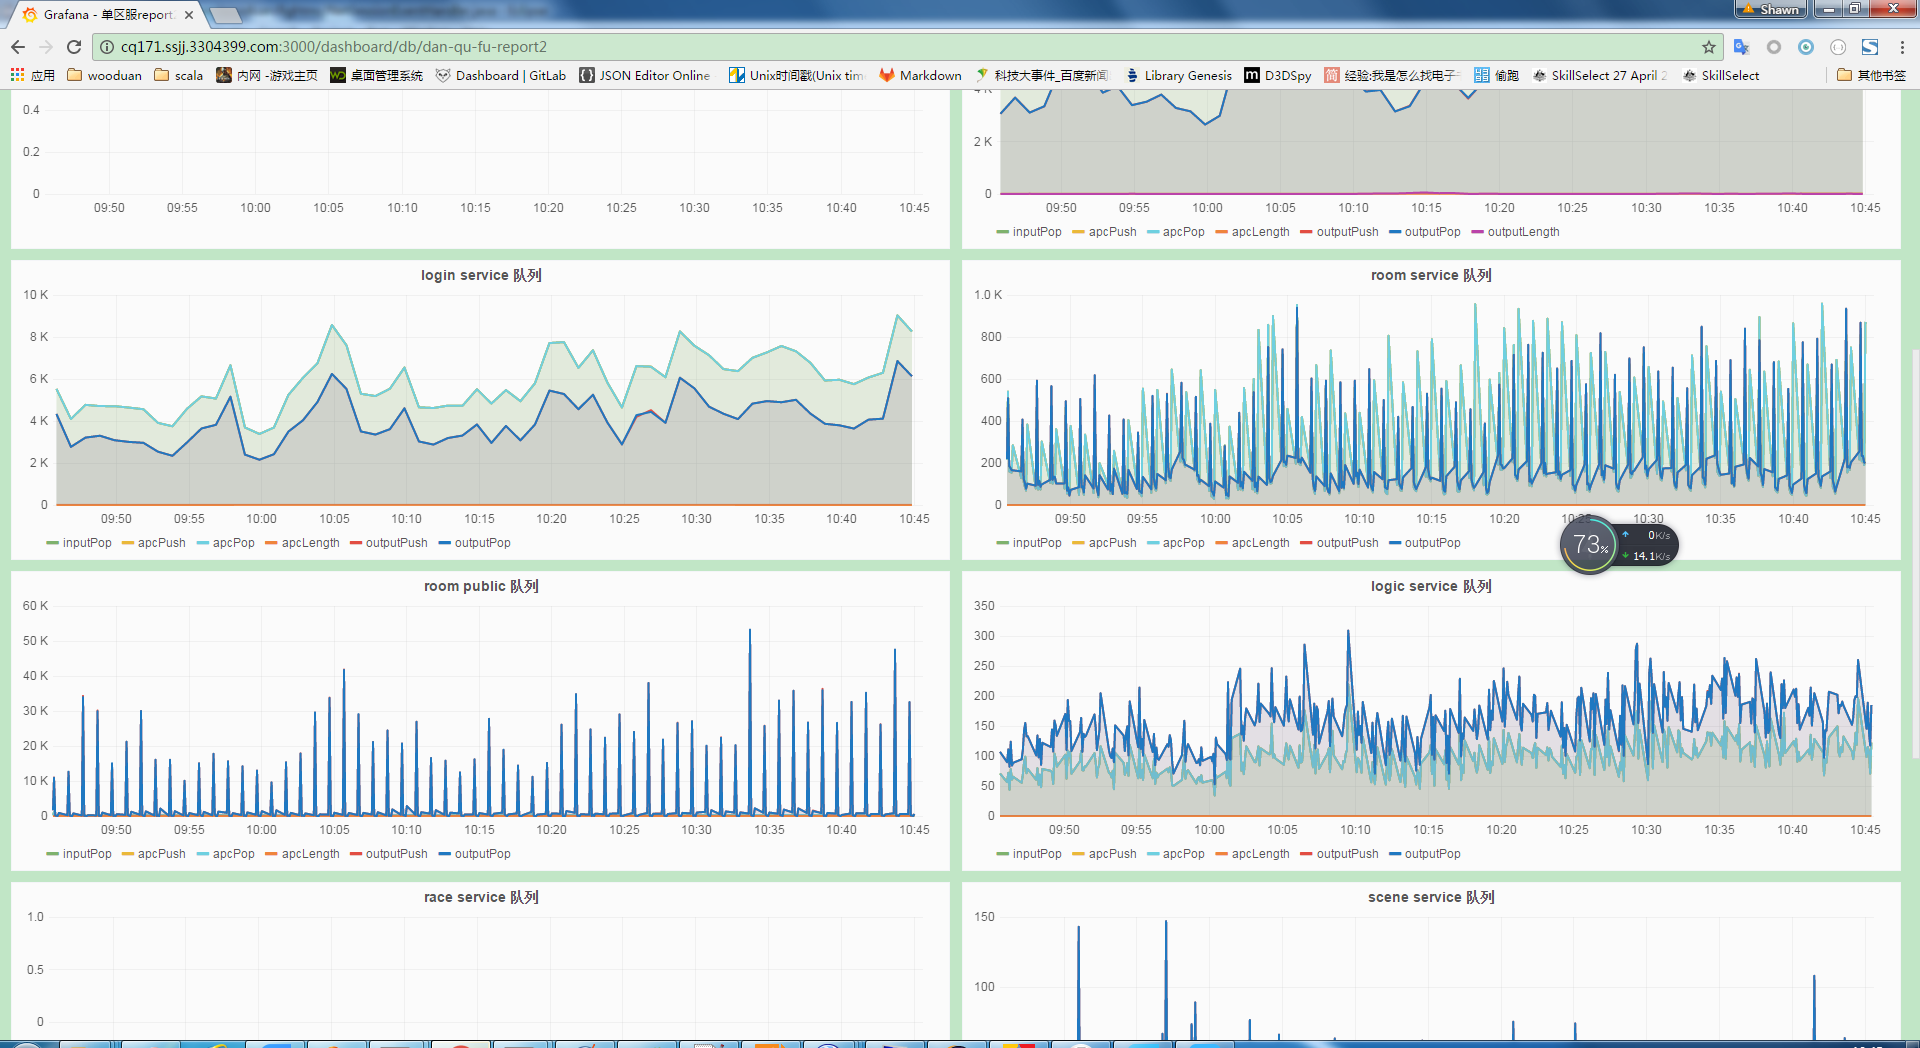 Grafana - 单区服report
Shawn
cq171.ssjj.3304399.com:3000/dashboard/db/dan-qu-fu-report2
应用 wooduan scala 内网 -游戏主页 桌面管理系统 Dashboard | GitLab JSON Editor Online Unix时间戳(Unix tim Markdown 科技大事件_百度新闻 Library Genesis D3DSpy 经验:我是怎么找电子 偷跑 SkillSelect 27 April 2 SkillSelect 其他书签
0.4
0.2
0
09:50 09:55 10:00 10:05 10:10 10:15 10:20 10:25 10:30 10:35 10:40 10:45
4 K
2 K
0
09:50 09:55 10:00 10:05 10:10 10:15 10:20 10:25 10:30 10:35 10:40 10:45
inputPop apcPush apcPop apcLength outputPush outputPop outputLength
login service 队列
10 K
8 K
6 K
4 K
2 K
0
09:50 09:55 10:00 10:05 10:10 10:15 10:20 10:25 10:30 10:35 10:40 10:45
inputPop apcPush apcPop apcLength outputPush outputPop
room service 队列
1.0 K
800
600
400
200
0
09:50 09:55 10:00 10:05 10:10 10:15 10:20 10:25 10:30 10:35 10:40 10:45
inputPop apcPush apcPop apcLength outputPush outputPop
73%
0K/s
14.1K/s
room public 队列
60 K
50 K
40 K
30 K
20 K
10 K
0
09:50 09:55 10:00 10:05 10:10 10:15 10:20 10:25 10:30 10:35 10:40 10:45
inputPop apcPush apcPop apcLength outputPush outputPop
logic service 队列
350
300
250
200
150
100
50
0
09:50 09:55 10:00 10:05 10:10 10:15 10:20 10:25 10:30 10:35 10:40 10:45
inputPop apcPush apcPop apcLength outputPush outputPop
race service 队列
1.0
0.5
0
scene service 队列
150
100